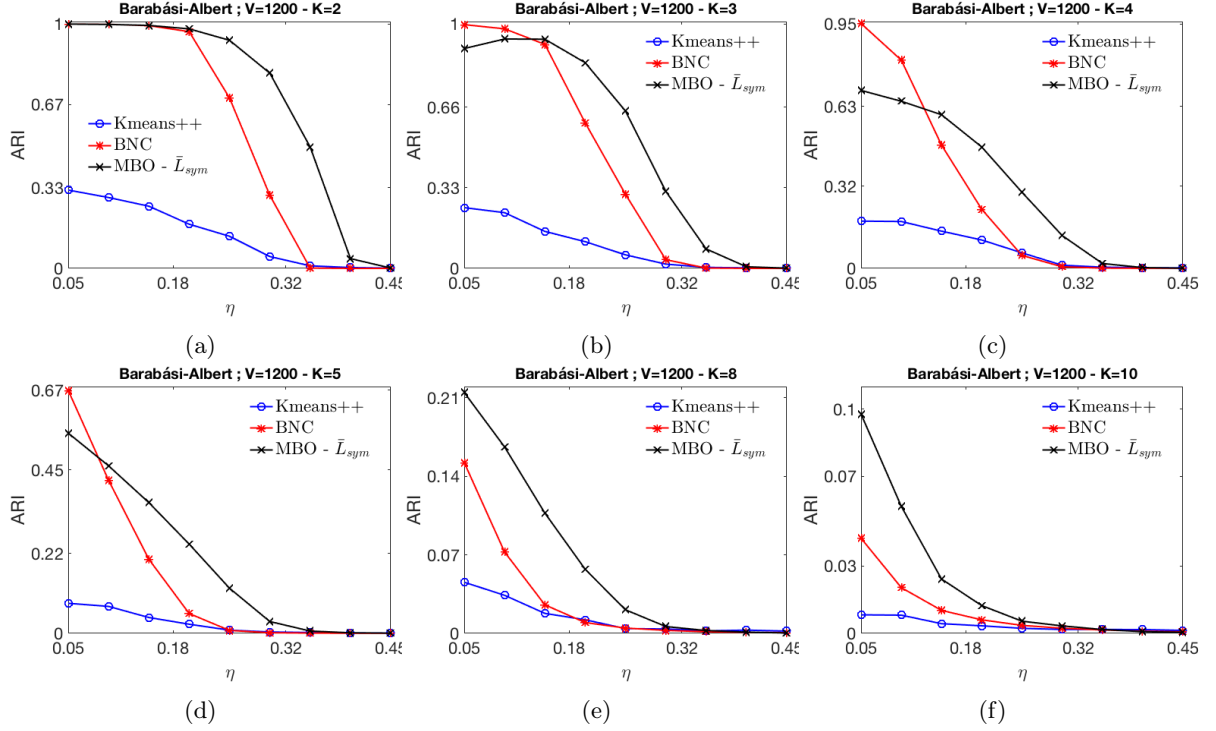 Barabási-Albert ; V=1200 - K=2
1
0.67
0.33
0
ARI
Kmeans++
BNC
MBO - L̄sym
0.05
0.18
0.32
0.45
η
(a)
Barabási-Albert ; V=1200 - K=3
1
0.66
0.33
0
ARI
Kmeans++
BNC
MBO - L̄sym
0.05
0.18
0.32
0.45
η
(b)
Barabási-Albert ; V=1200 - K=4
0.95
0.63
0.32
0
ARI
Kmeans++
BNC
MBO - L̄sym
0.05
0.18
0.32
0.45
η
(c)
Barabási-Albert ; V=1200 - K=5
0.67
0.45
0.22
0
ARI
Kmeans++
BNC
MBO - L̄sym
0.05
0.18
0.32
0.45
η
(d)
Barabási-Albert ; V=1200 - K=8
0.21
0.14
0.07
0
ARI
Kmeans++
BNC
MBO - L̄sym
0.05
0.18
0.32
0.45
η
(e)
Barabási-Albert ; V=1200 - K=10
0.1
0.07
0.03
0
ARI
Kmeans++
BNC
MBO - L̄sym
0.05
0.18
0.32
0.45
η
(f)